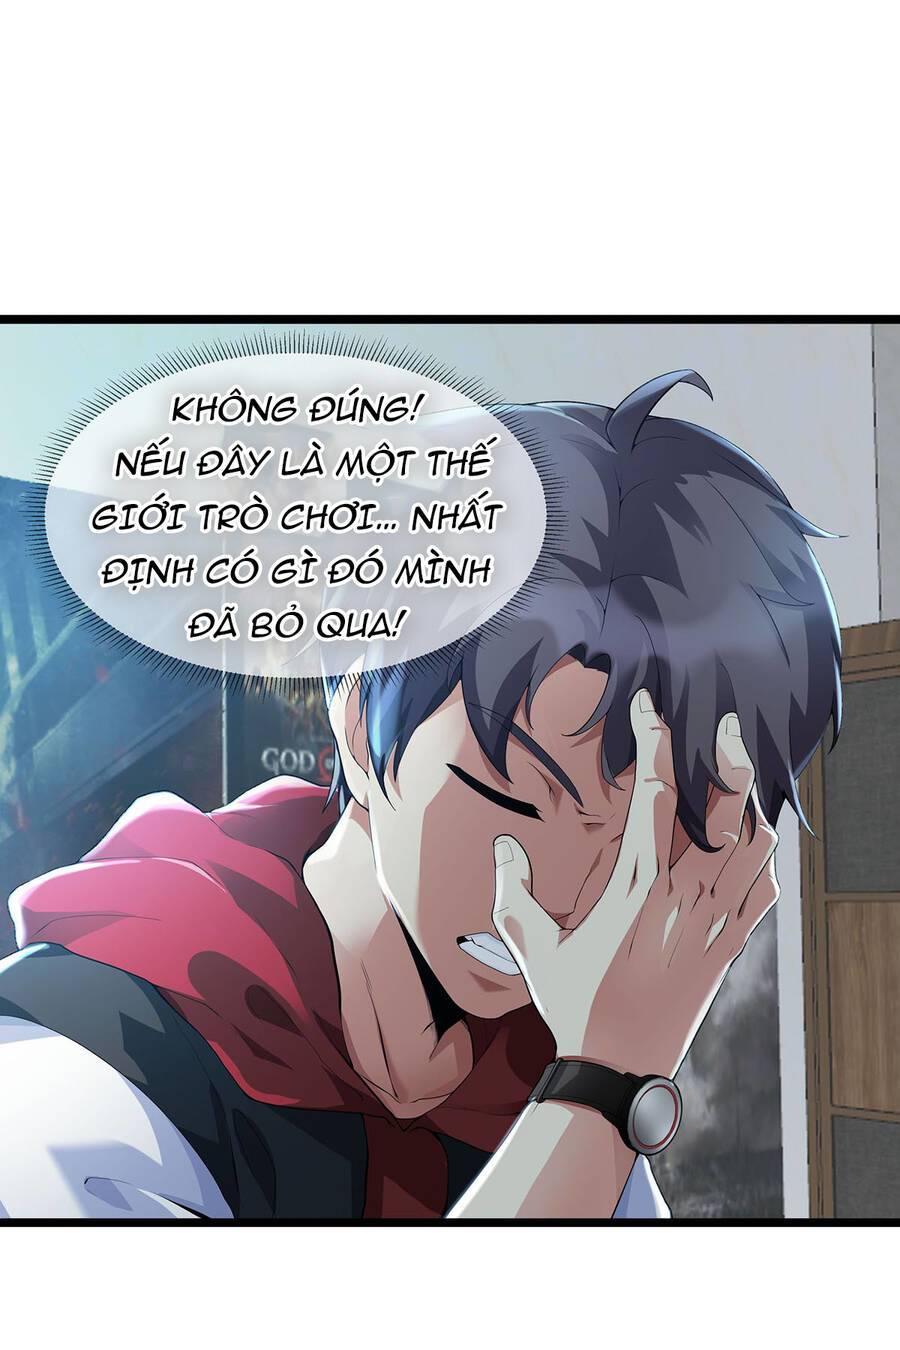 KHÔNG ĐÚNG!
NẾU ĐÂY LÀ MỘT THẾ
GIỚI TRÒ CHƠI... NHẤT
ĐỊNH CÓ GÌ ĐÓ MÌNH
ĐÃ BỎ QUA!
GOD